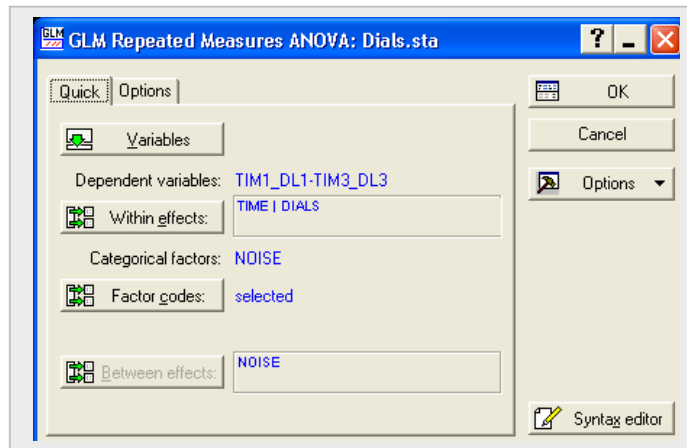 GLM GLM Repeated Measures ANOVA: Dials.sta
Quick Options
OK
Variables
Cancel
Dependent variables: TIM1_DL1-TIM3_DL3
Options
Within effects: TIME | DIALS
Categorical factors: NOISE
Factor codes: selected
Between effects: NOISE
Syntax editor